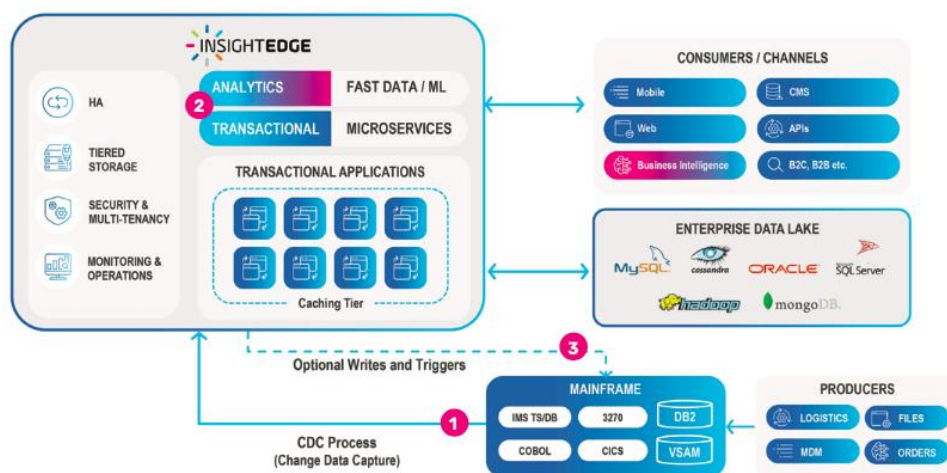 INSIGHTEDGE
HA
TIERED
STORAGE
SECURITY &
MULTI-TENANCY
MONITORING &
OPERATIONS
2
ANALYTICS
FAST DATA / ML
TRANSACTIONAL
MICROSERVICES
TRANSACTIONAL APPLICATIONS
Caching Tier
CONSUMERS / CHANNELS
Mobile
CMS
Web
APIs
Business Intelligence
B2C, B2B etc.
ENTERPRISE DATA LAKE
MySQL
cassandra
ORACLE
SQL Server
hadoop
mongoDB.
3
Optional Writes and Triggers
1
CDC Process
(Change Data Capture)
MAINFRAME
IMS TS/DB
3270
DB2
COBOL
CICS
VSAM
PRODUCERS
LOGISTICS
FILES
MDM
ORDERS